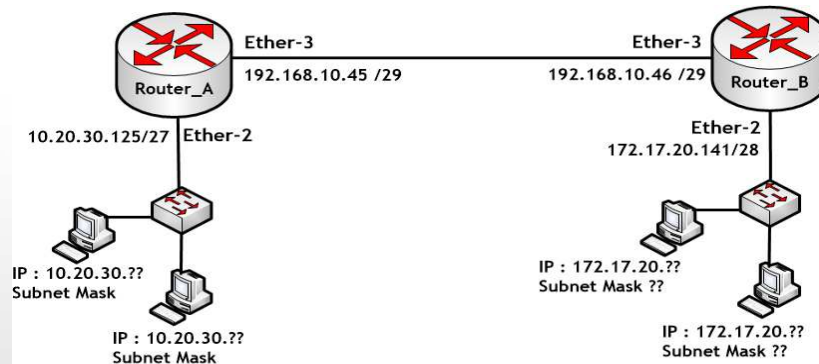 Ether-3
192.168.10.45 /29
Router_A
Ether-3
192.168.10.46 /29
Router_B
10.20.30.125/27
Ether-2
Ether-2
172.17.20.141/28
IP : 10.20.30.??
Subnet Mask
IP : 10.20.30.??
Subnet Mask
IP : 172.17.20.??
Subnet Mask ??
IP : 172.17.20.??
Subnet Mask ??